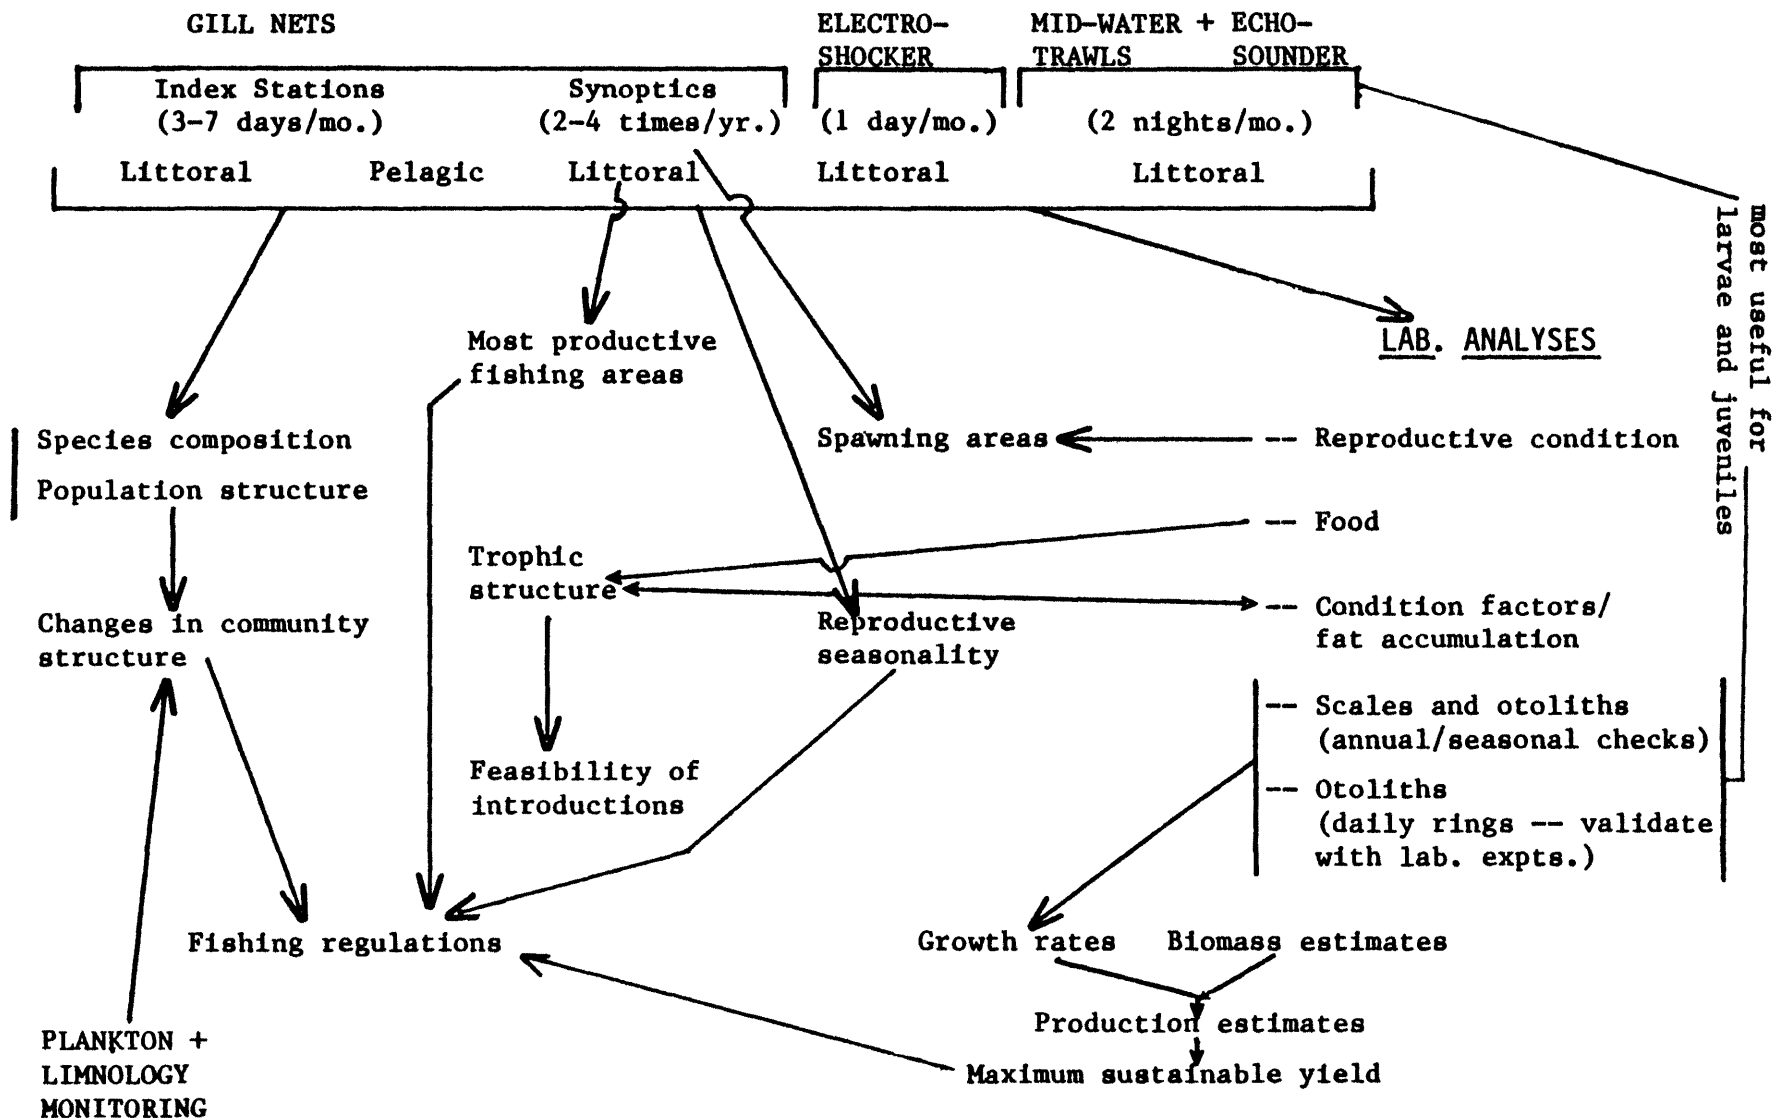 GILL NETS
ELECTRO-
SHOCKER
MID-WATER + ECHO-
TRAWLS SOUNDER
Index Stations
(3-7 days/mo.)
Synoptics
(2-4 times/yr.)
(1 day/mo.)
(2 nights/mo.)
Littoral Pelagic Littoral Littoral Littoral
most useful for
larvae and juveniles
Most productive
fishing areas
LAB. ANALYSES
Species composition
Population structure
Spawning areas
-- Reproductive condition
-- Food
Trophic
structure
-- Condition factors/
fat accumulation
Changes in community
structure
Reproductive
seasonality
-- Scales and otoliths
(annual/seasonal checks)
-- Otoliths
(daily rings -- validate
with lab. expts.)
Feasibility of
introductions
Fishing regulations
Growth rates Biomass estimates
Production estimates
Maximum sustainable yield
PLANKTON +
LIMNOLOGY
MONITORING